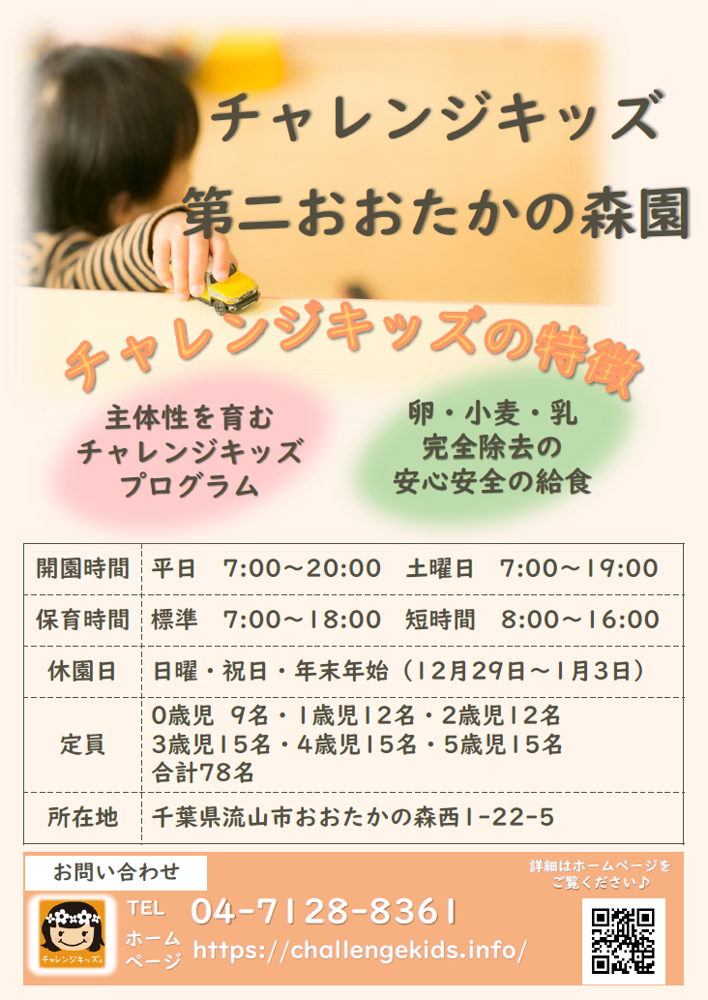 チャレンジキッズ
第二おおたかの森園
チャレンジキッズの特徴
主体性を育む
チャレンジキッズ
プログラム
卵・小麦・乳
完全除去の
安心安全の給食
開園時間 平日 7:00～20:00 土曜日 7:00～19:00
保育時間 標準 7:00～18:00 短時間 8:00～16:00
休園日 日曜・祝日・年末年始（12月29日～1月3日）
定員
0歳児 9名・1歳児12名・2歳児12名
3歳児15名・4歳児15名・5歳児15名
合計78名
所在地 千葉県流山市おおたかの森西1-22-5
お問い合わせ
詳細はホームページを
ご覧ください♪
TEL 04-7128-8361
ホーム
ページ
https://challengekids.info/
チャレンジキッズ